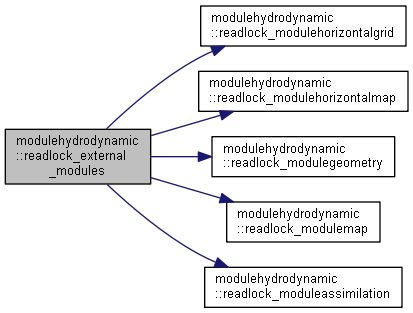 modulehydrodynamic
::readlock_external
_modules
modulehydrodynamic
::readlock_modulehorizontalgrid
modulehydrodynamic
::readlock_modulehorizontalmap
modulehydrodynamic
::readlock_modulegeometry
modulehydrodynamic
::readlock_modulemap
modulehydrodynamic
::readlock_moduleassimilation